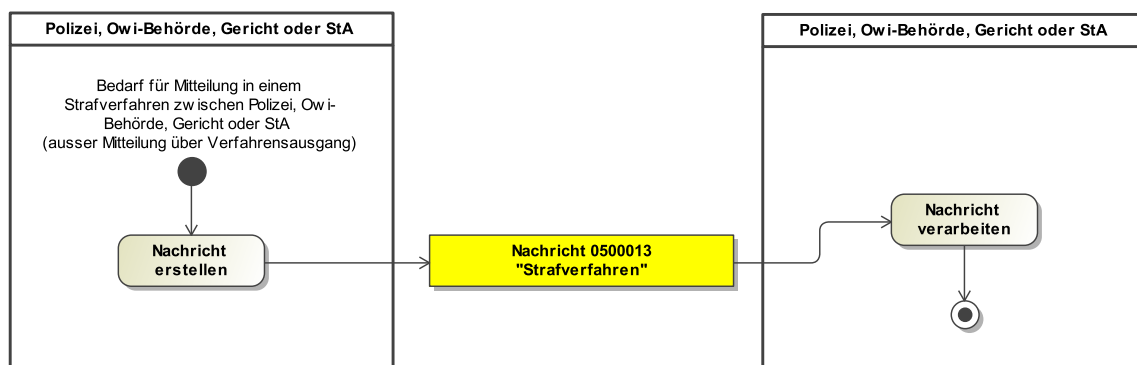 Polizei, Owi-Behörde, Gericht oder StA
Bedarf für Mitteilung in einem
Strafverfahren zwischen Polizei, Owi-
Behörde, Gericht oder StA
(ausser Mitteilung über Verfahrensausgang)
Nachricht
erstellen
Nachricht 0500013
"Strafverfahren"
Polizei, Owi-Behörde, Gericht oder StA
Nachricht
verarbeiten